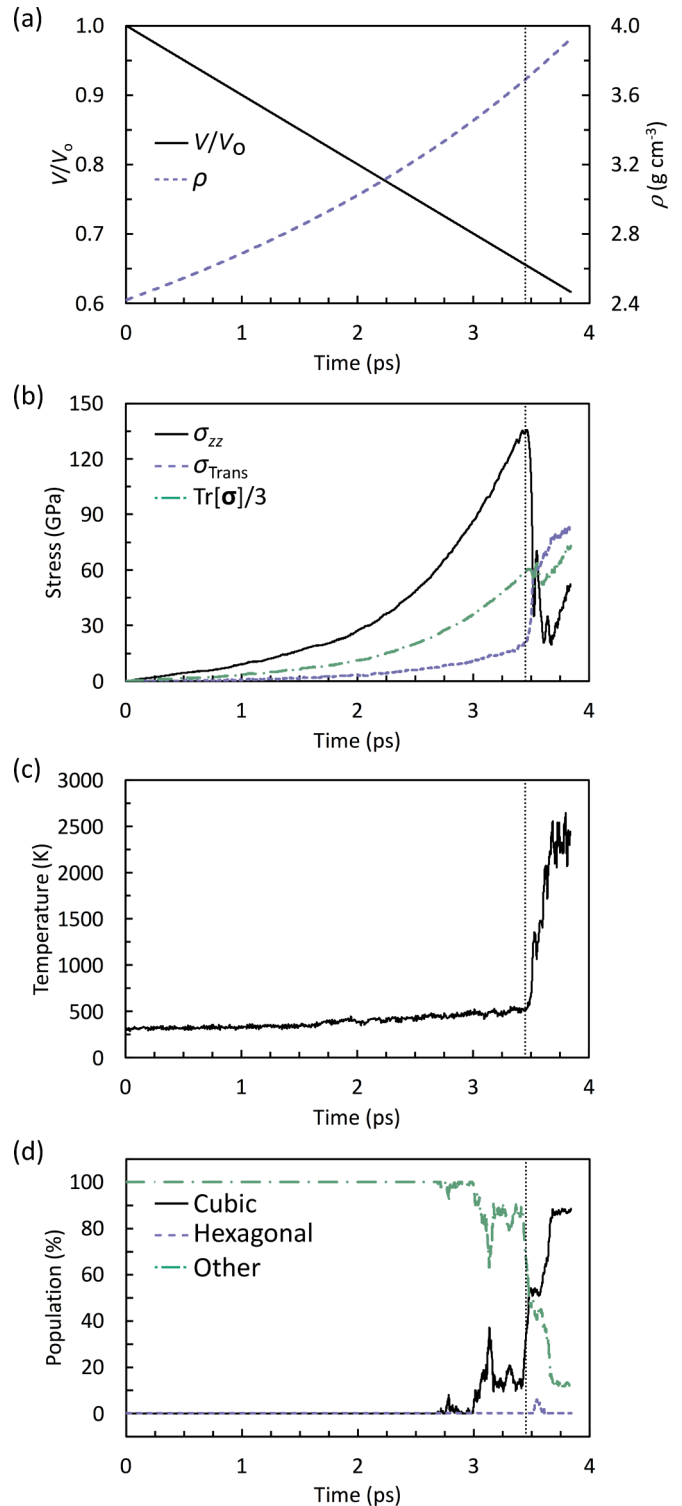 (a)
1.0
0.9
0.8
0.7
0.6
V/Vo
V/Vo
ρ
4.0
3.6
3.2
2.8
2.4
ρ (g cm-3)
0 1 2 3 4
Time (ps)
(b)
150
120
90
60
30
0
Stress (GPa)
σzz
σTrans
Tr[σ]/3
0 1 2 3 4
Time (ps)
(c)
3000
2500
2000
1500
1000
500
0
Temperature (K)
0 1 2 3 4
Time (ps)
(d)
100
80
60
40
20
0
Population (%)
Cubic
Hexagonal
Other
0 1 2 3 4
Time (ps)